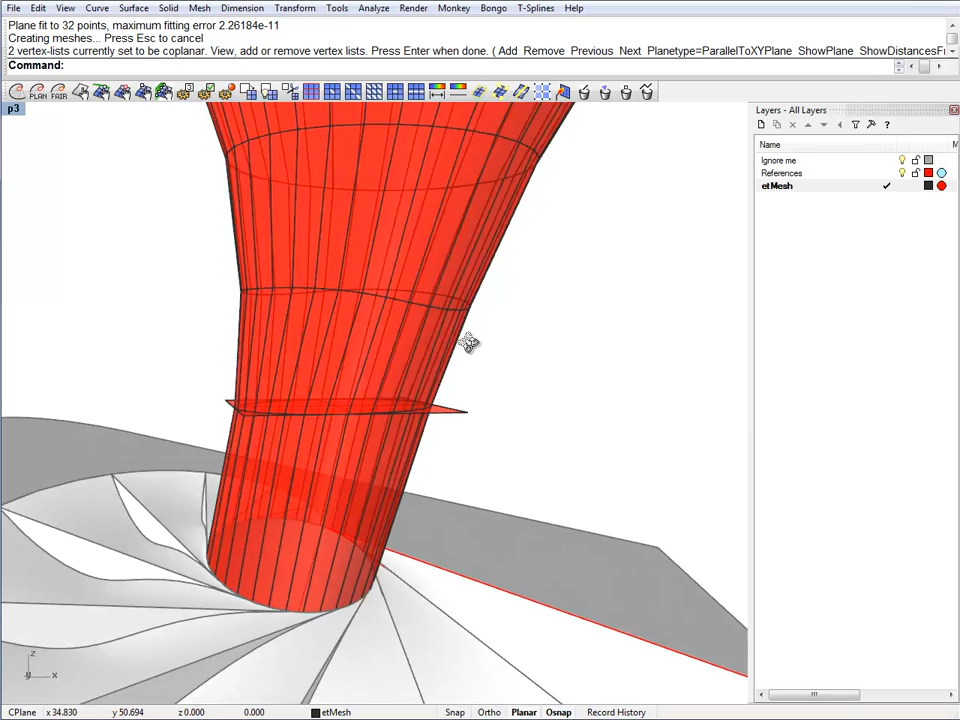 File Edit View Curve Surface Solid Mesh Dimension Transform Tools Analyze Render Monkey Bongo T-Splines Help
Plane fit to 32 points, maximum fitting error 2.26184e-11
Creating meshes... Press Esc to cancel
2 vertex-lists currently set to be coplanar. View, add or remove vertex lists. Press Enter when done. ( Add Remove Previous Next Planetype=ParallelToXYPlane ShowPlane ShowDistancesFr
Command:
PLAN FAIR
p3
Layers - All Layers
?
Name M
Ignore me
References
etMesh
z
y x
CPlane x 34.830 y 50.694 z 0.000 0.000 etMesh Snap Ortho Planar Osnap Record History